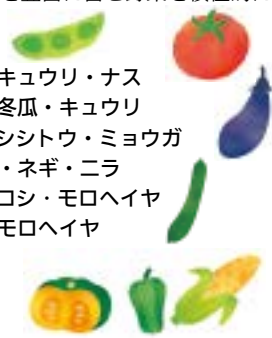 キュウリ・ナス
冬瓜・キュウリ
シシトウ・ミョウガ
・ネギ・ニラ
コシ・モロヘイヤ
モロヘイヤ